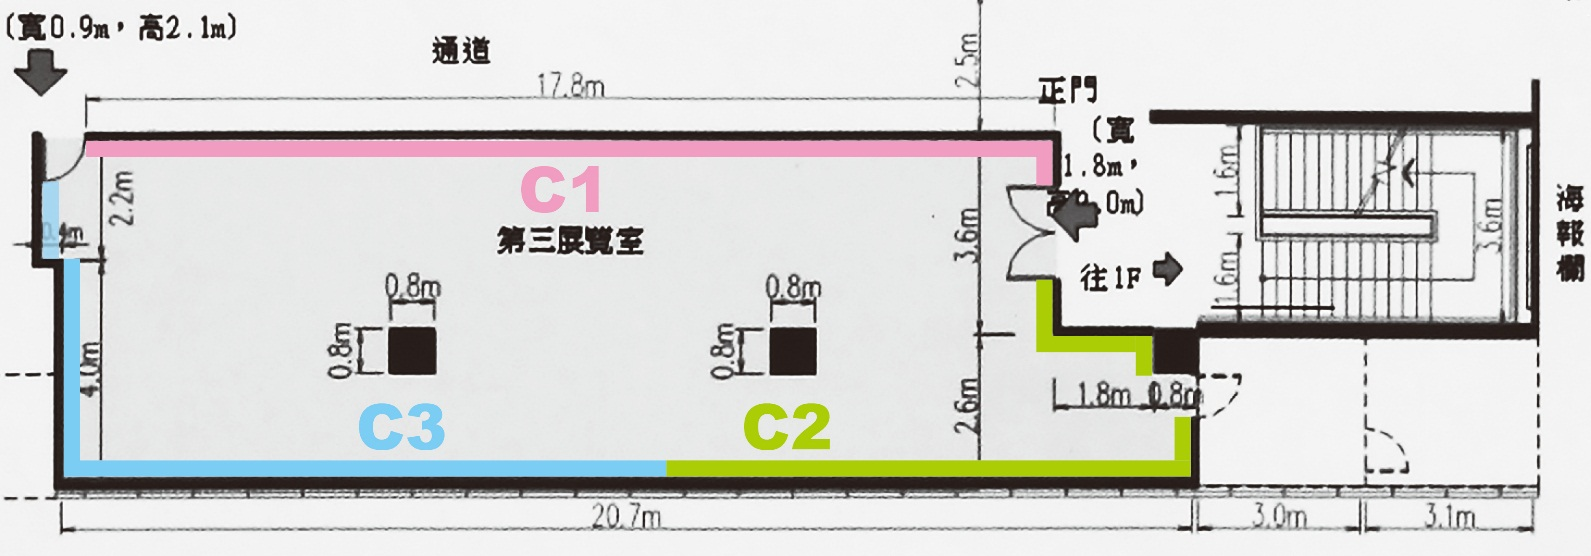 (寬0.9m，高2.1m)
通道
17.8m
2.5m
正門
(寬
1.8m，
.0m)
C1
第三展覽室
2.2m
3.6m
往1F
1.6m
1.6m
3.6m
海報欄
0.8m
0.8m
0.8m
0.8m
4.0m
2.6m
1.8m
0.8m
C3
C2
20.7m
3.0m
3.1m